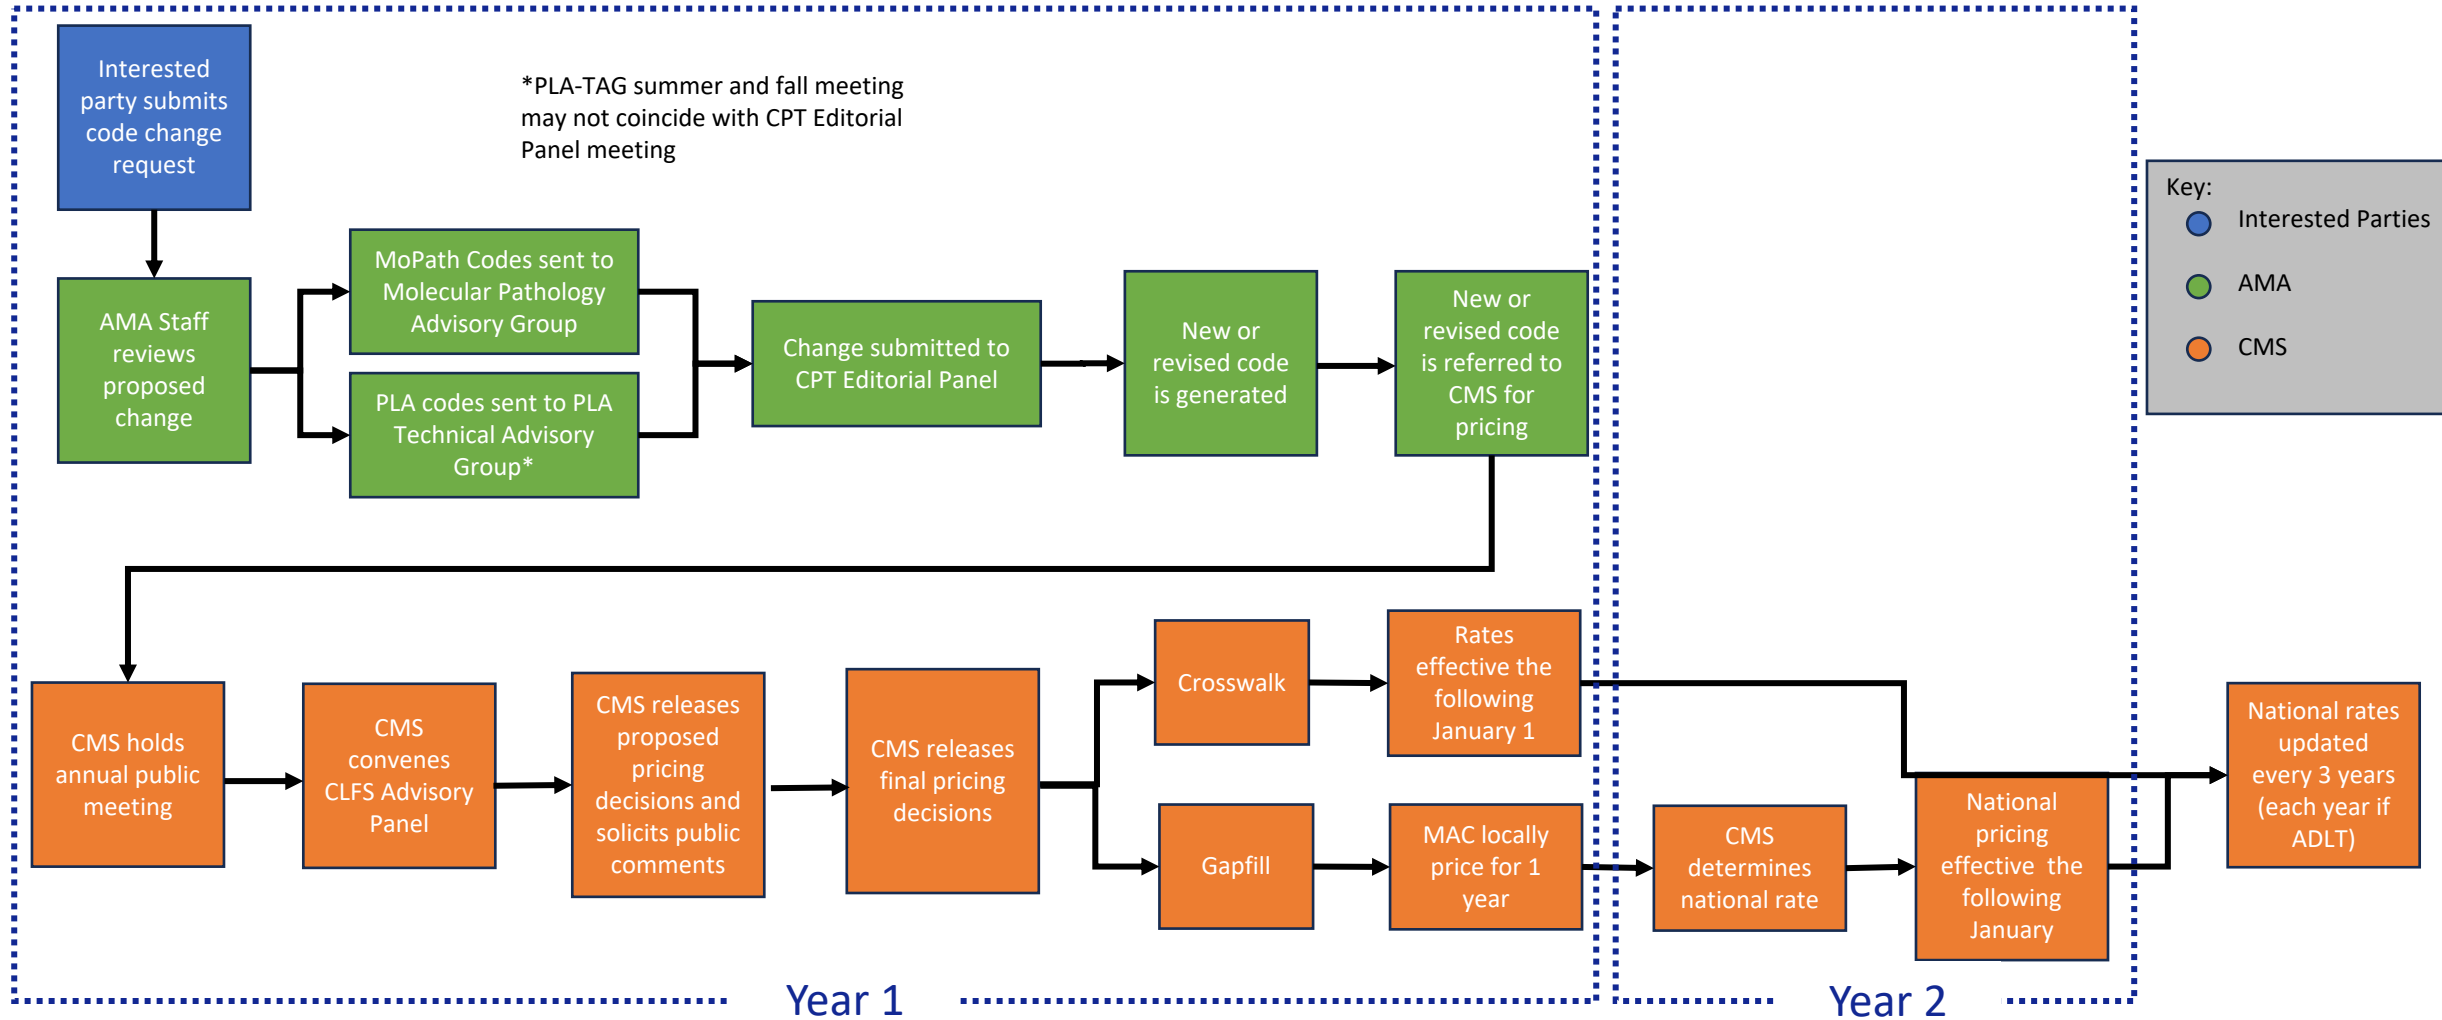 Interested
party submits
code change
request
*PLA-TAG summer and fall meeting
may not coincide with CPT Editorial
Panel meeting
Key:
Interested Parties
AMA
CMS
AMA Staff
reviews
proposed
change
MoPath Codes sent to
Molecular Pathology
Advisory Group
PLA codes sent to PLA
Technical Advisory
Group*
Change submitted to
CPT Editorial Panel
New or
revised code
is generated
New or
revised code
is referred to
CMS for
pricing
CMS holds
annual public
meeting
CMS
convenes
CLFS Advisory
Panel
CMS releases
proposed
pricing
decisions and
solicits public
comments
CMS releases
final pricing
decisions
Crosswalk
Rates
effective the
following
January 1
Gapfill
MAC locally
price for 1
year
CMS
determines
national rate
National
pricing
effective the
following
January
National rates
updated
every 3 years
(each year if
ADLT)
Year 1
Year 2